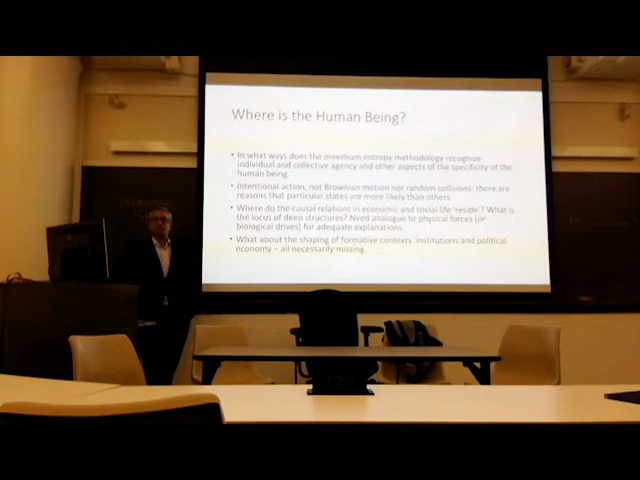 Where is the Human Being?
• In what ways does the maximum entropy methodology recognize
individual and collective agency and other aspects of the specificity of the
human being
• Intentional action, not Brownian motion nor random collisions: there are
reasons that particular states are more likely than others.
• Where do the causal relations in economic and social life 'reside'? What is
the locus of deep structures? Need analogue to physical forces (or
biological drives) for adequate explanations.
• What about the shaping of formative contexts: institutions and political
economy – all necessarily missing.